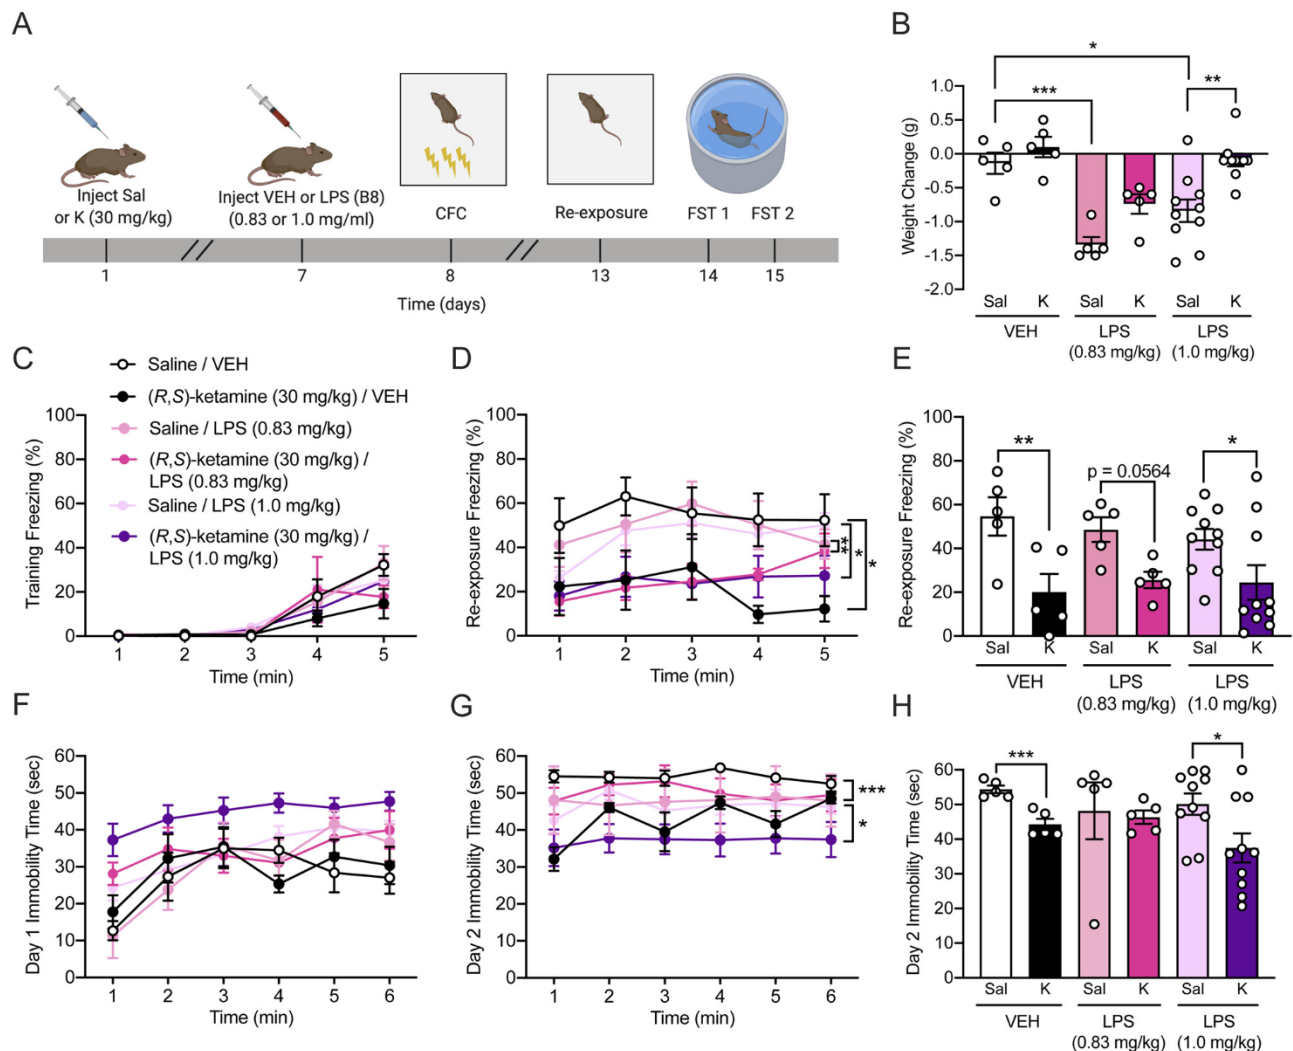 A
Inject Sal
or K (30 mg/kg)
Inject VEH or LPS (B8)
(0.83 or 1.0 mg/ml)
CFC
Re-exposure
FST 1 FST 2
1 7 8 13 14 15
Time (days)
B
Weight Change (g)
1.0
0.5
0.0
-0.5
-1.0
-1.5
-2.0
*
***
**
Sal K Sal K Sal K
VEH LPS LPS
(0.83 mg/kg) (1.0 mg/kg)
C
Saline / VEH
(R,S)-ketamine (30 mg/kg) / VEH
Saline / LPS (0.83 mg/kg)
(R,S)-ketamine (30 mg/kg) /
LPS (0.83 mg/kg)
Saline / LPS (1.0 mg/kg)
(R,S)-ketamine (30 mg/kg) /
LPS (1.0 mg/kg)
Training Freezing (%)
100
80
60
40
20
0
1 2 3 4 5
Time (min)
D
Re-exposure Freezing (%)
100
80
60
40
20
0
**
*
*
1 2 3 4 5
Time (min)
E
Re-exposure Freezing (%)
100
80
60
40
20
0
**
p = 0.0564
*
Sal K Sal K Sal K
VEH LPS LPS
(0.83 mg/kg) (1.0 mg/kg)
F
Day 1 Immobility Time (sec)
60
50
40
30
20
10
0
1 2 3 4 5 6
Time (min)
G
Day 2 Immobility Time (sec)
60
50
40
30
20
10
0
***
*
1 2 3 4 5 6
Time (min)
H
Day 2 Immobility Time (sec)
60
50
40
30
20
60
50
0
***
*
Sal K Sal K Sal K
VEH LPS LPS
(0.83 mg/kg) (1.0 mg/kg)